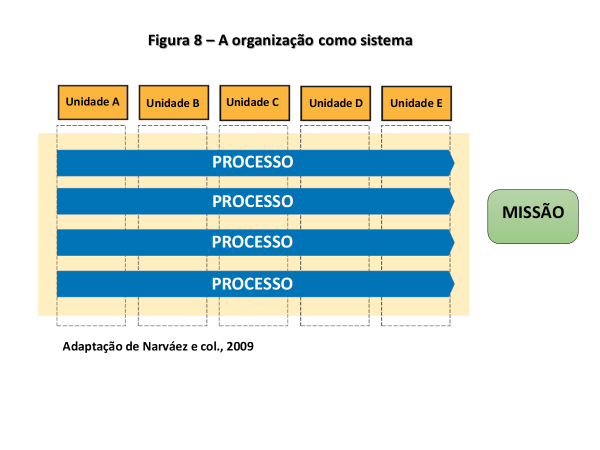 Figura 8 – A organização como sistema
Unidade A
Unidade B
Unidade C
Unidade D
Unidade E
PROCESSO
PROCESSO
PROCESSO
PROCESSO
MISSÃO
Adaptação de Narváez e col., 2009